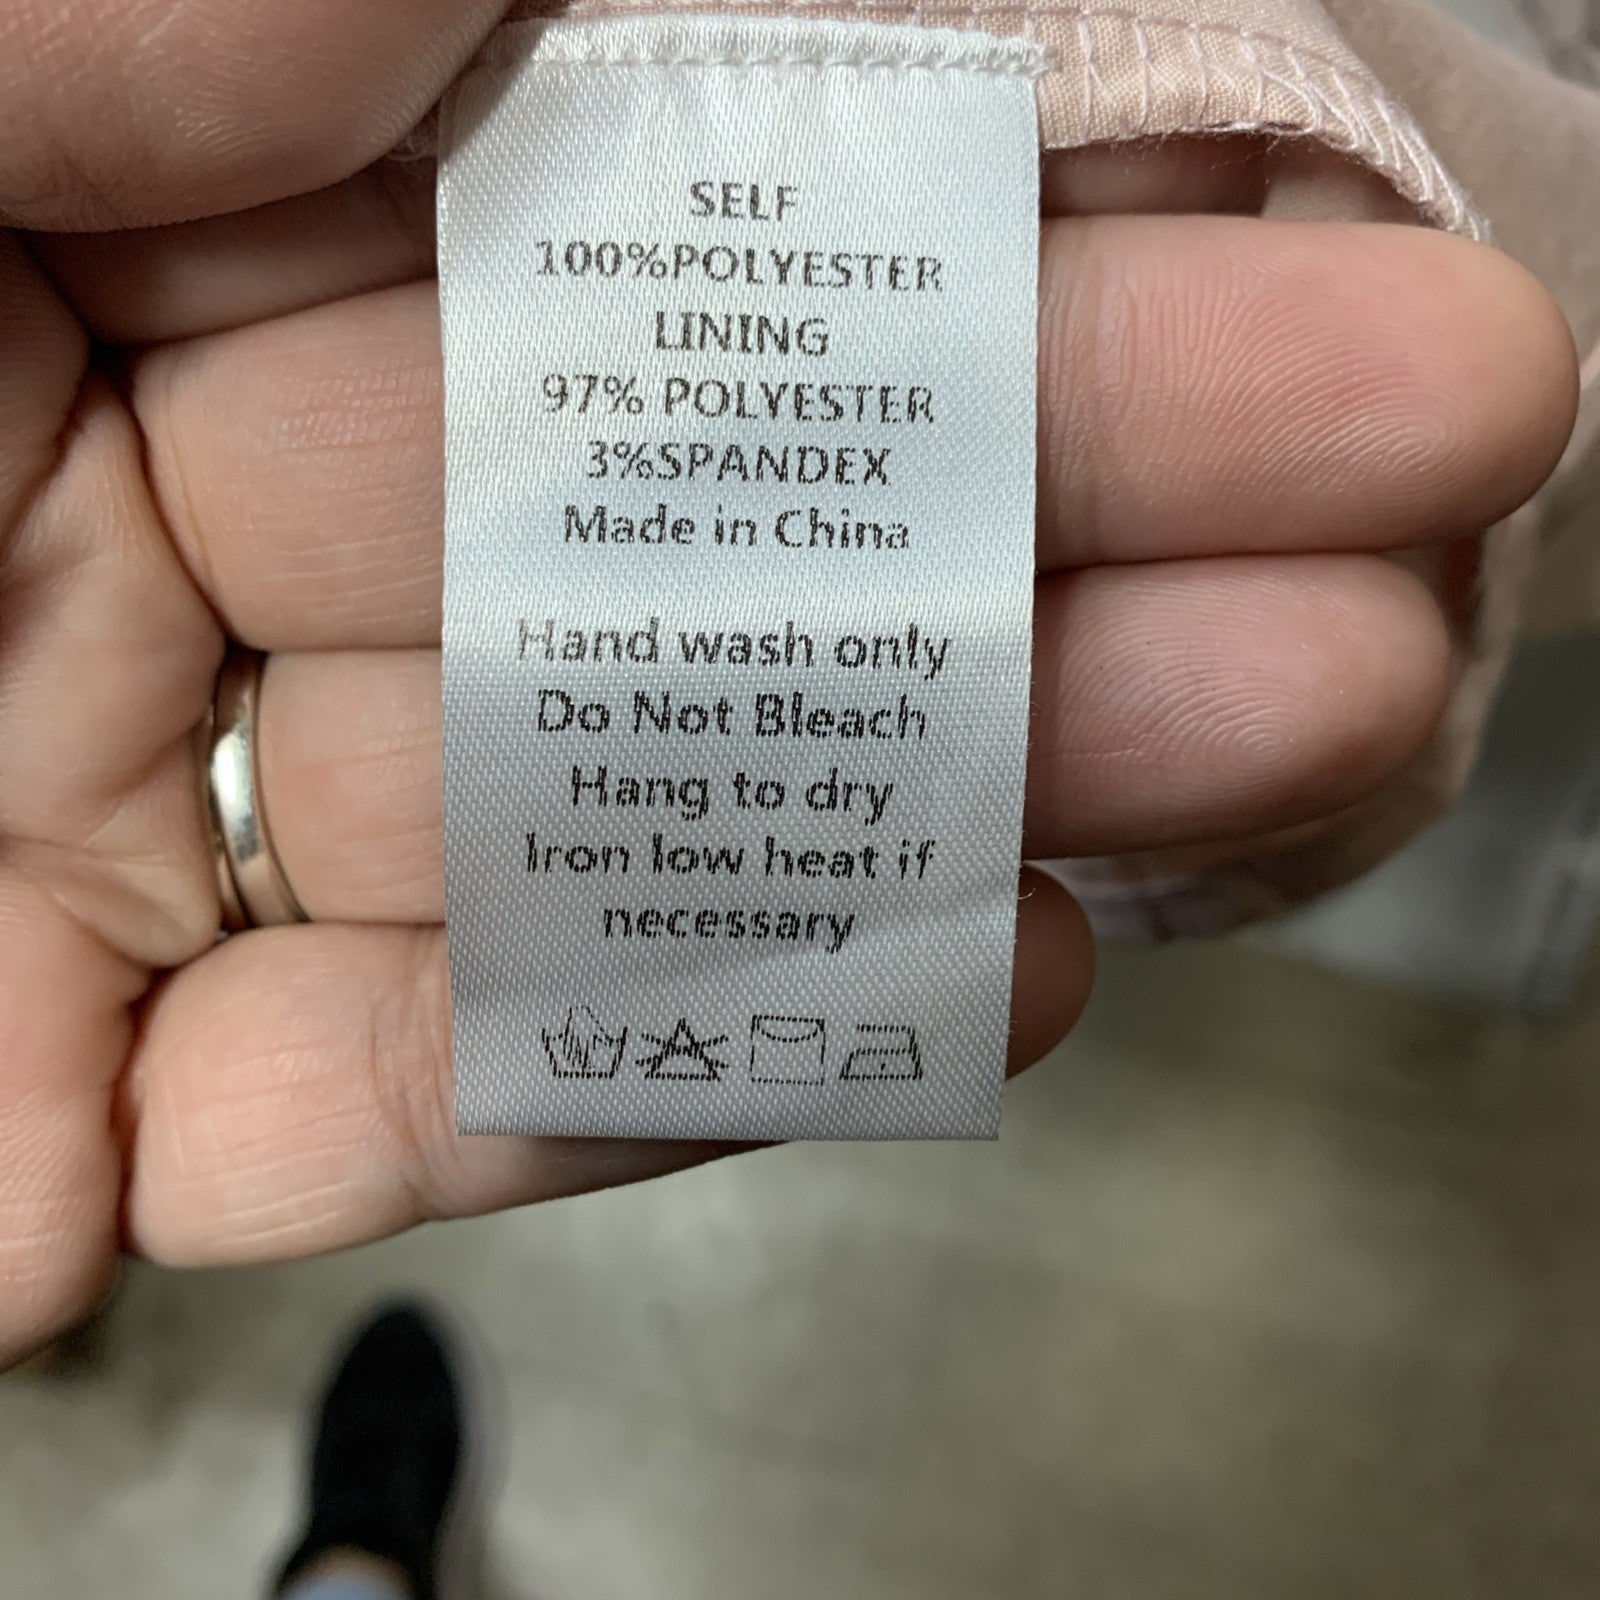 SELF
100%POLYESTER
LINING
97% POLYESTER
3%SPANDEX
Made in China
Hand wash only
Do Not Bleach
Hang to dry
Iron low heat if
necessary